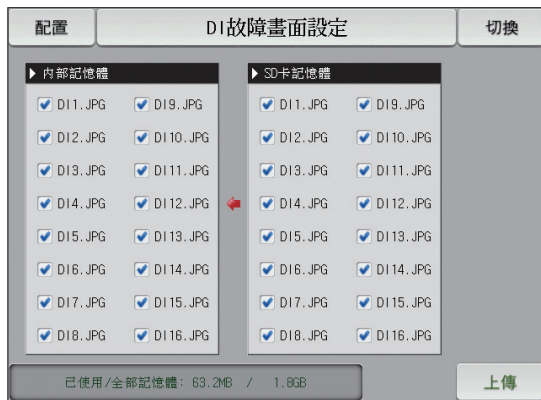 配置
DI故障畫面設定
切換
▶ 内部記憶體
DI1.JPG DI9.JPG
DI2.JPG DI10.JPG
DI3.JPG DI11.JPG
DI4.JPG DI12.JPG
DI5.JPG DI13.JPG
DI6.JPG DI14.JPG
DI7.JPG DI15.JPG
DI8.JPG DI16.JPG
▶ SD卡記憶體
DI1.JPG DI9.JPG
DI2.JPG DI10.JPG
DI3.JPG DI11.JPG
DI4.JPG DI12.JPG
DI5.JPG DI13.JPG
DI6.JPG DI14.JPG
DI7.JPG DI15.JPG
DI8.JPG DI16.JPG
已使用/全部記憶體: 63.2MB / 1.8GB
上傳